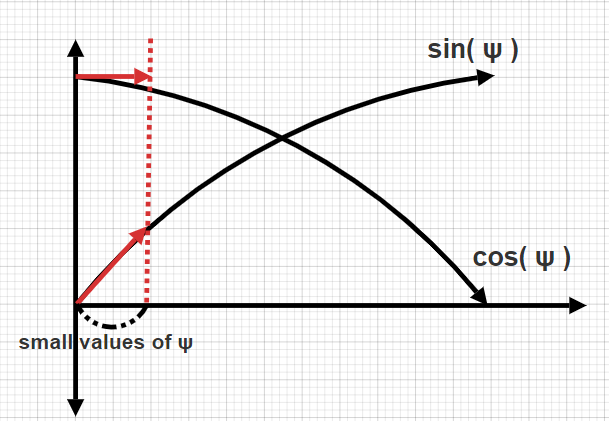 sin( ψ )
cos( ψ )
small values of ψ